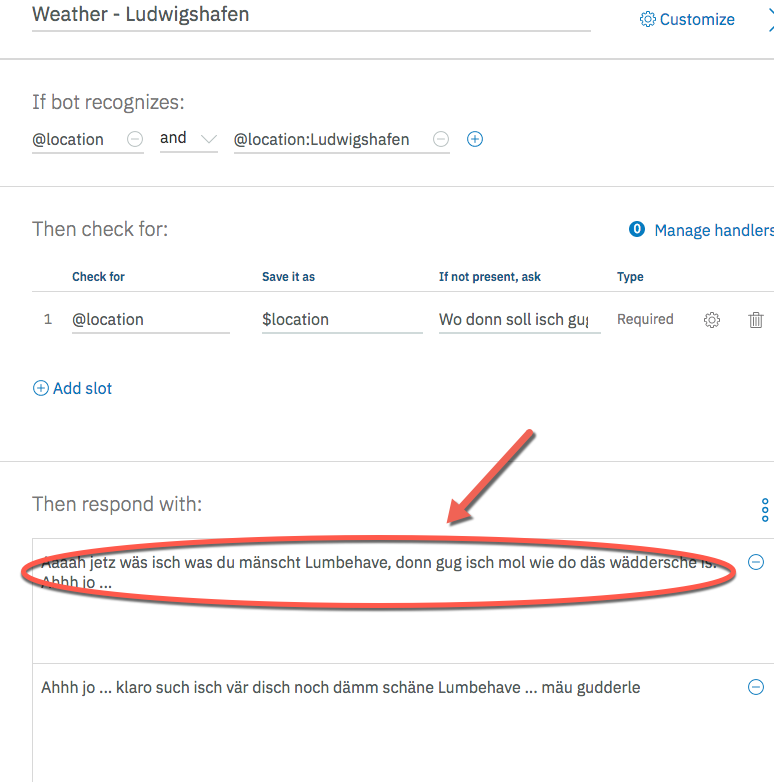 Weather - Ludwigshafen
Customize
If bot recognizes:
@location and @location:Ludwigshafen
Then check for:
0 Manage handlers
Check for Save it as If not present, ask Type
1 @location $location Wo donn soll isch gug Required
Add slot
Then respond with:
Aaaah jetz wäs isch was du mänscht Lumbehave, donn gug isch mol wie do däs wäddersche is.
Ahhh jo ...
Ahhh jo ... klaro such isch vär disch noch dämm schäne Lumbehave ... mäu gudderle